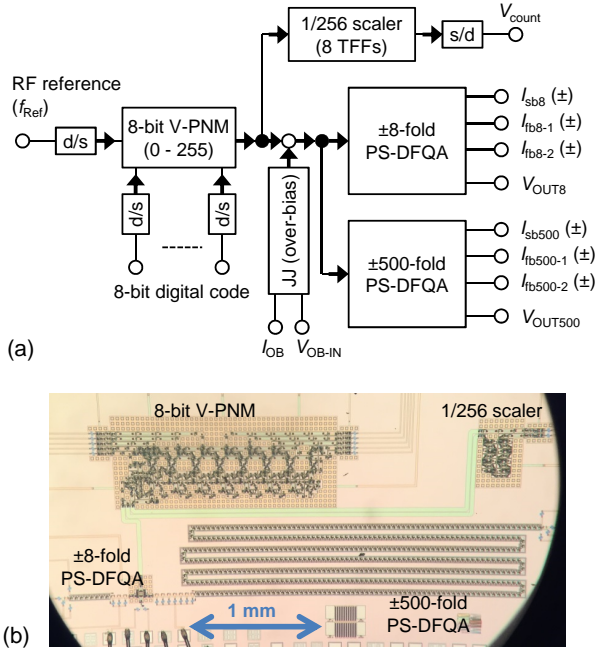 1/256 scaler
(8 TFFs)
s/d
V_count
RF reference
(f_Ref)
d/s
8-bit V-PNM
(0 - 255)
d/s
d/s
8-bit digital code
JJ (over-bias)
I_OB
V_OB-IN
±8-fold
PS-DFQA
I_sb8 (±)
I_fb8-1 (±)
I_fb8-2 (±)
V_OUT8
±500-fold
PS-DFQA
I_sb500 (±)
I_fb500-1 (±)
I_fb500-2 (±)
V_OUT500
(a)
8-bit V-PNM
1/256 scaler
±8-fold
PS-DFQA
1 mm
±500-fold
PS-DFQA
(b)